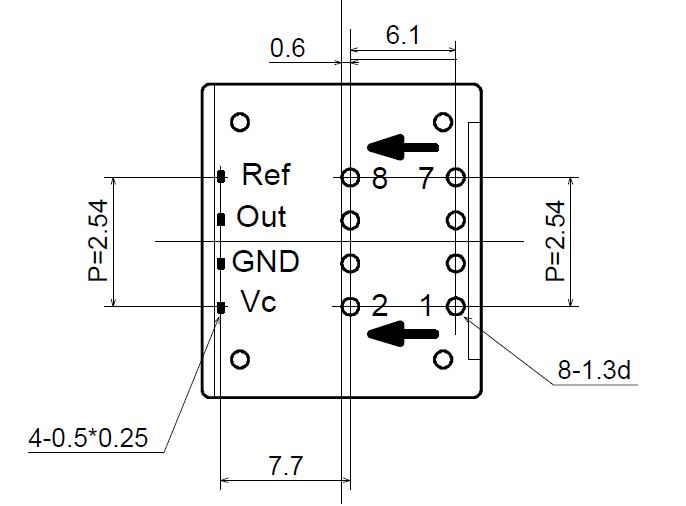 0.6
6.1
Ref
8 7
Out
P=2.54
P=2.54
GND
Vc
2 1
8-1.3d
4-0.5*0.25
7.7